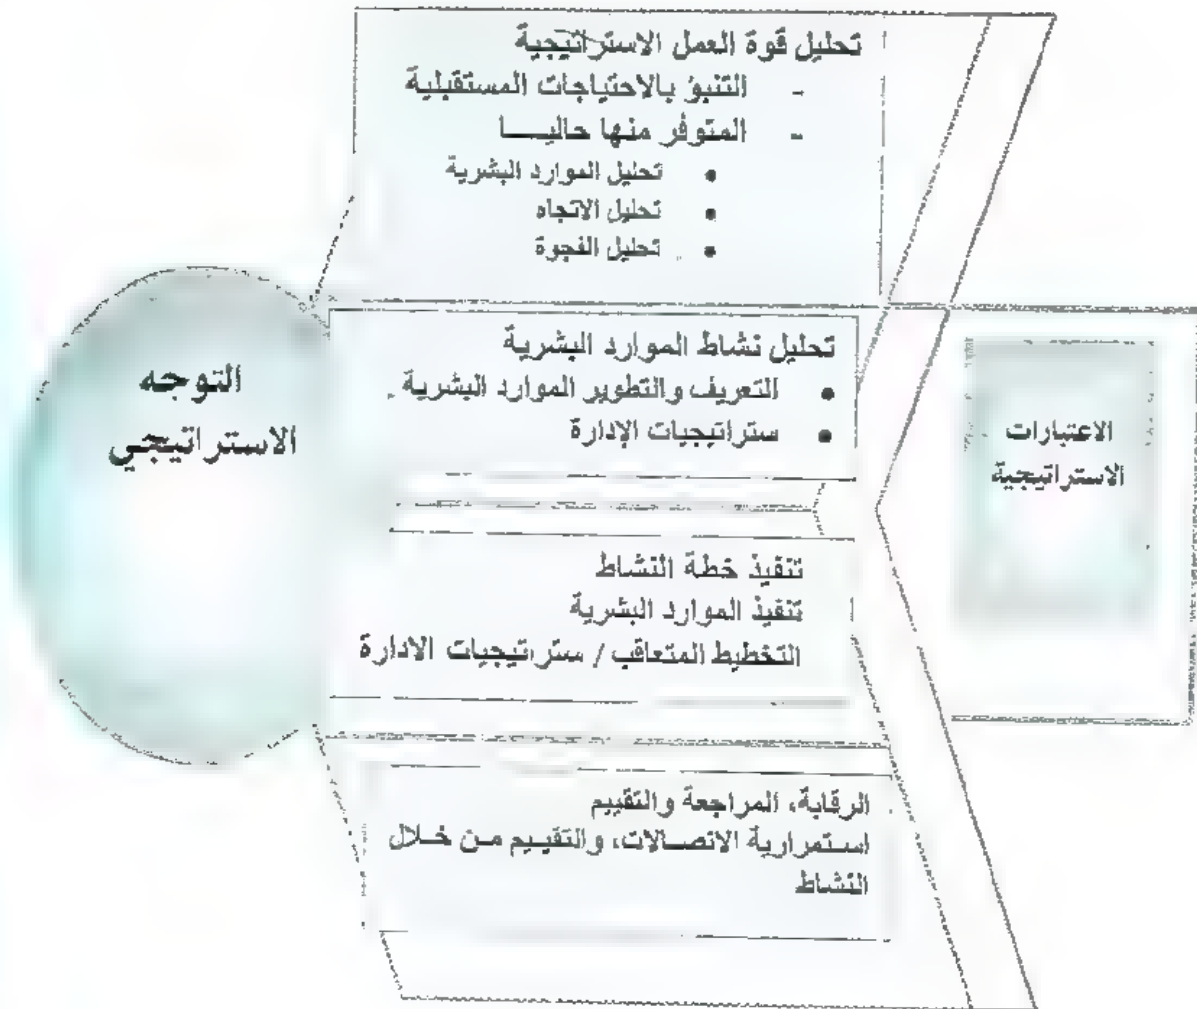 تحليل قوة العمل الاستراتيجية
- التنبؤ بالاحتياجات المستقبلية
- المتوفر منها حاليــــا
• تحليل الموارد البشرية
• تحليل الاتجاه
• تحليل الفجوة
تحليل نشاط الموارد البشرية
• التعريف والتطوير الموارد البشرية
• ستراتيجيات الإدارة
تنفيذ خطة النشاط
تنفيذ الموارد البشرية
التخطيط المتعاقب / ستراتيجيات الادارة
الرقابة، المراجعة والتقييم
استمرارية الاتصالات، والتقييم من خلال
النشاط
الاعتبارات
الاستراتيجية
التوجه
الاستراتيجي